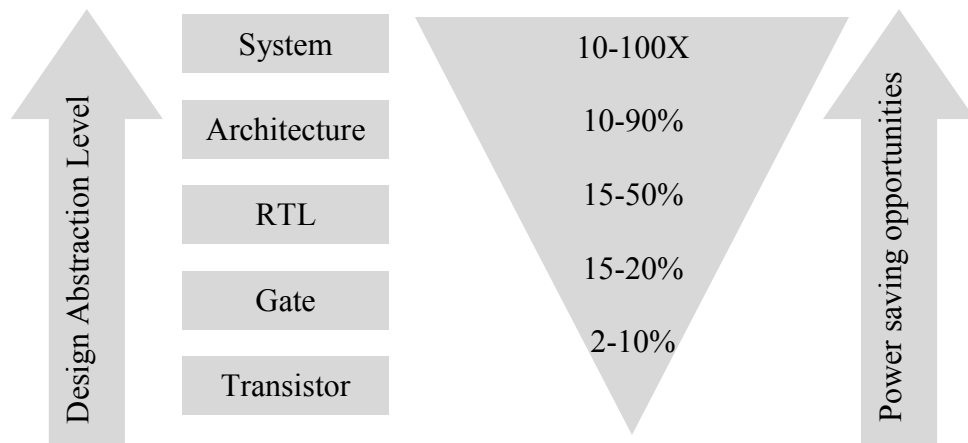 Design Abstraction Level
System
10-100X
Architecture
10-90%
RTL
15-50%
Gate
15-20%
Transistor
2-10%
Power saving opportunities